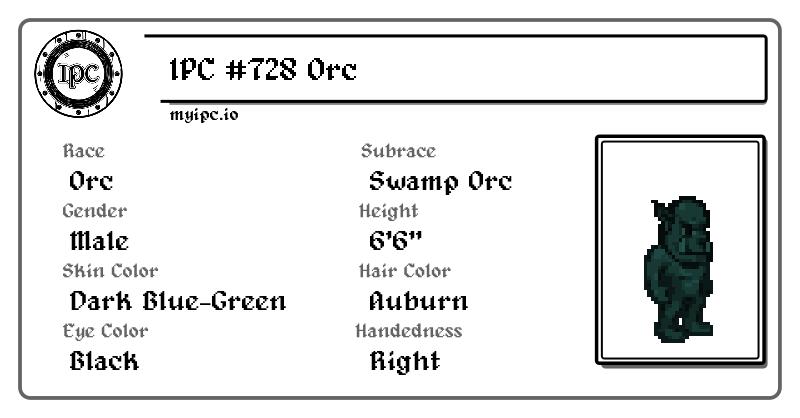 IPC
IPC #728 Orc
myipc.io
Race
Orc
Subrace
Swamp Orc
Gender
Male
Height
6'6"
Skin Color
Dark Blue-Green
Hair Color
Auburn
Eye Color
Black
Handedness
Right